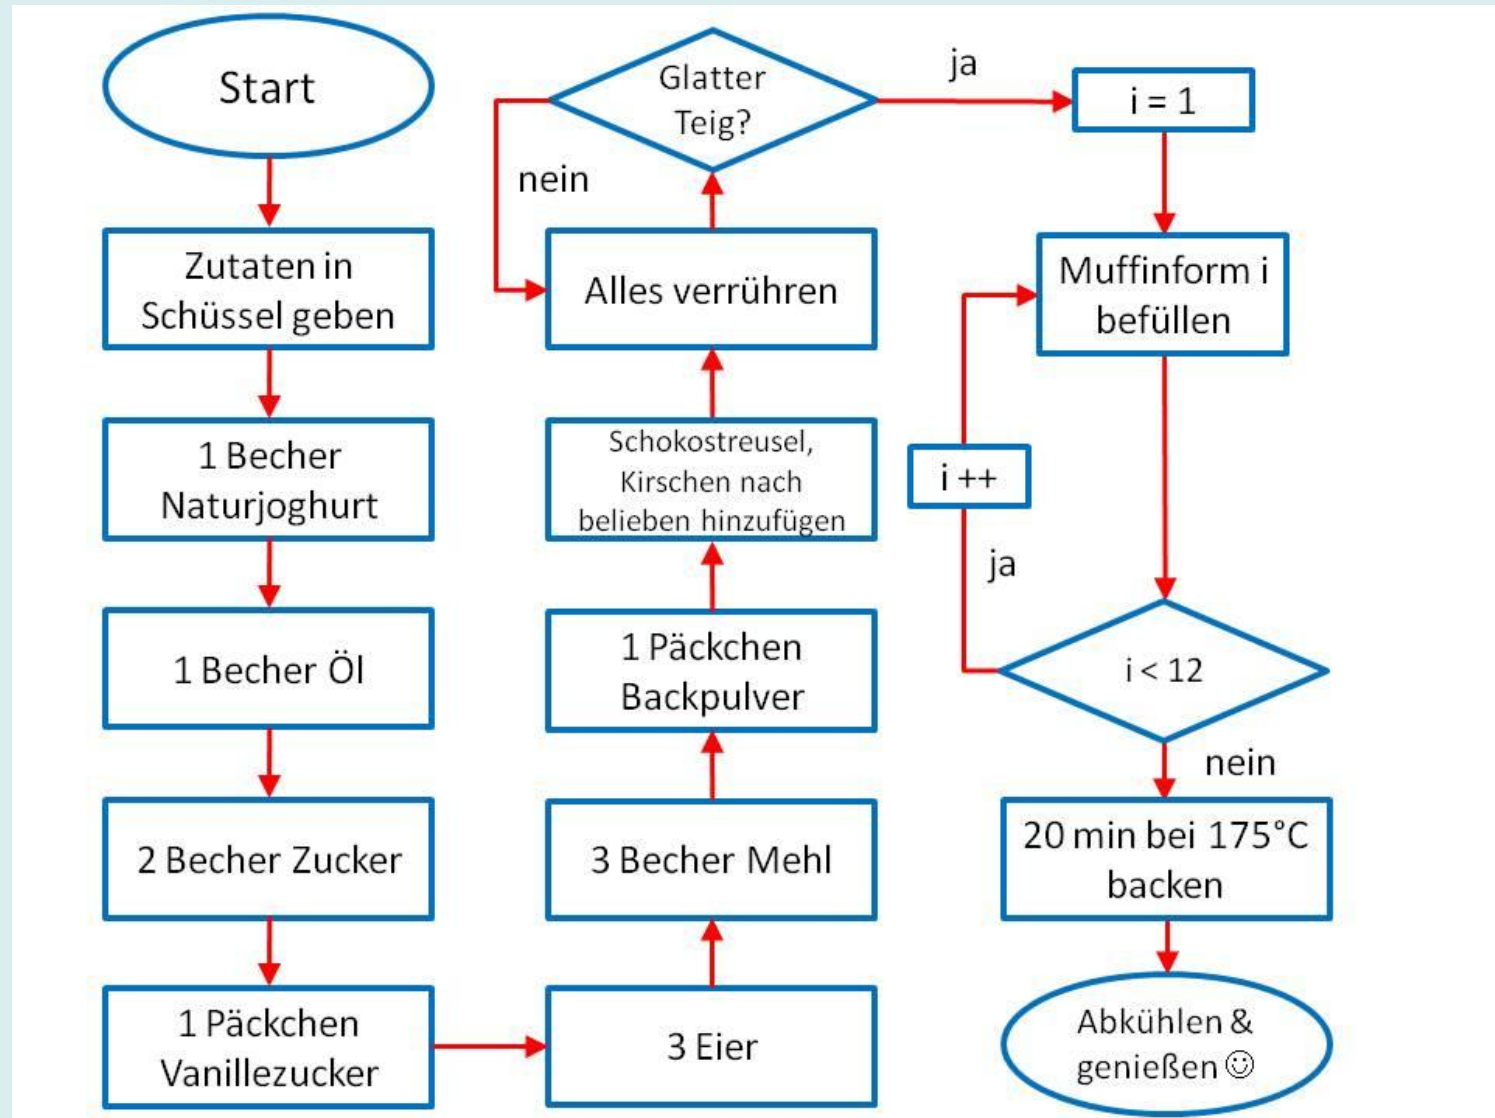 Start
Zutaten in
Schüssel geben
1 Becher
Naturjoghurt
1 Becher Öl
2 Becher Zucker
1 Päckchen
Vanillezucker
3 Eier
3 Becher Mehl
1 Päckchen
Backpulver
Schokostreusel,
Kirschen nach
belieben hinzufügen
Alles verrühren
Glatter
Teig?
nein
ja
i = 1
Muffinform i
befüllen
i < 12
ja
i ++
nein
20 min bei 175°C
backen
Abkühlen &
genießen ☺